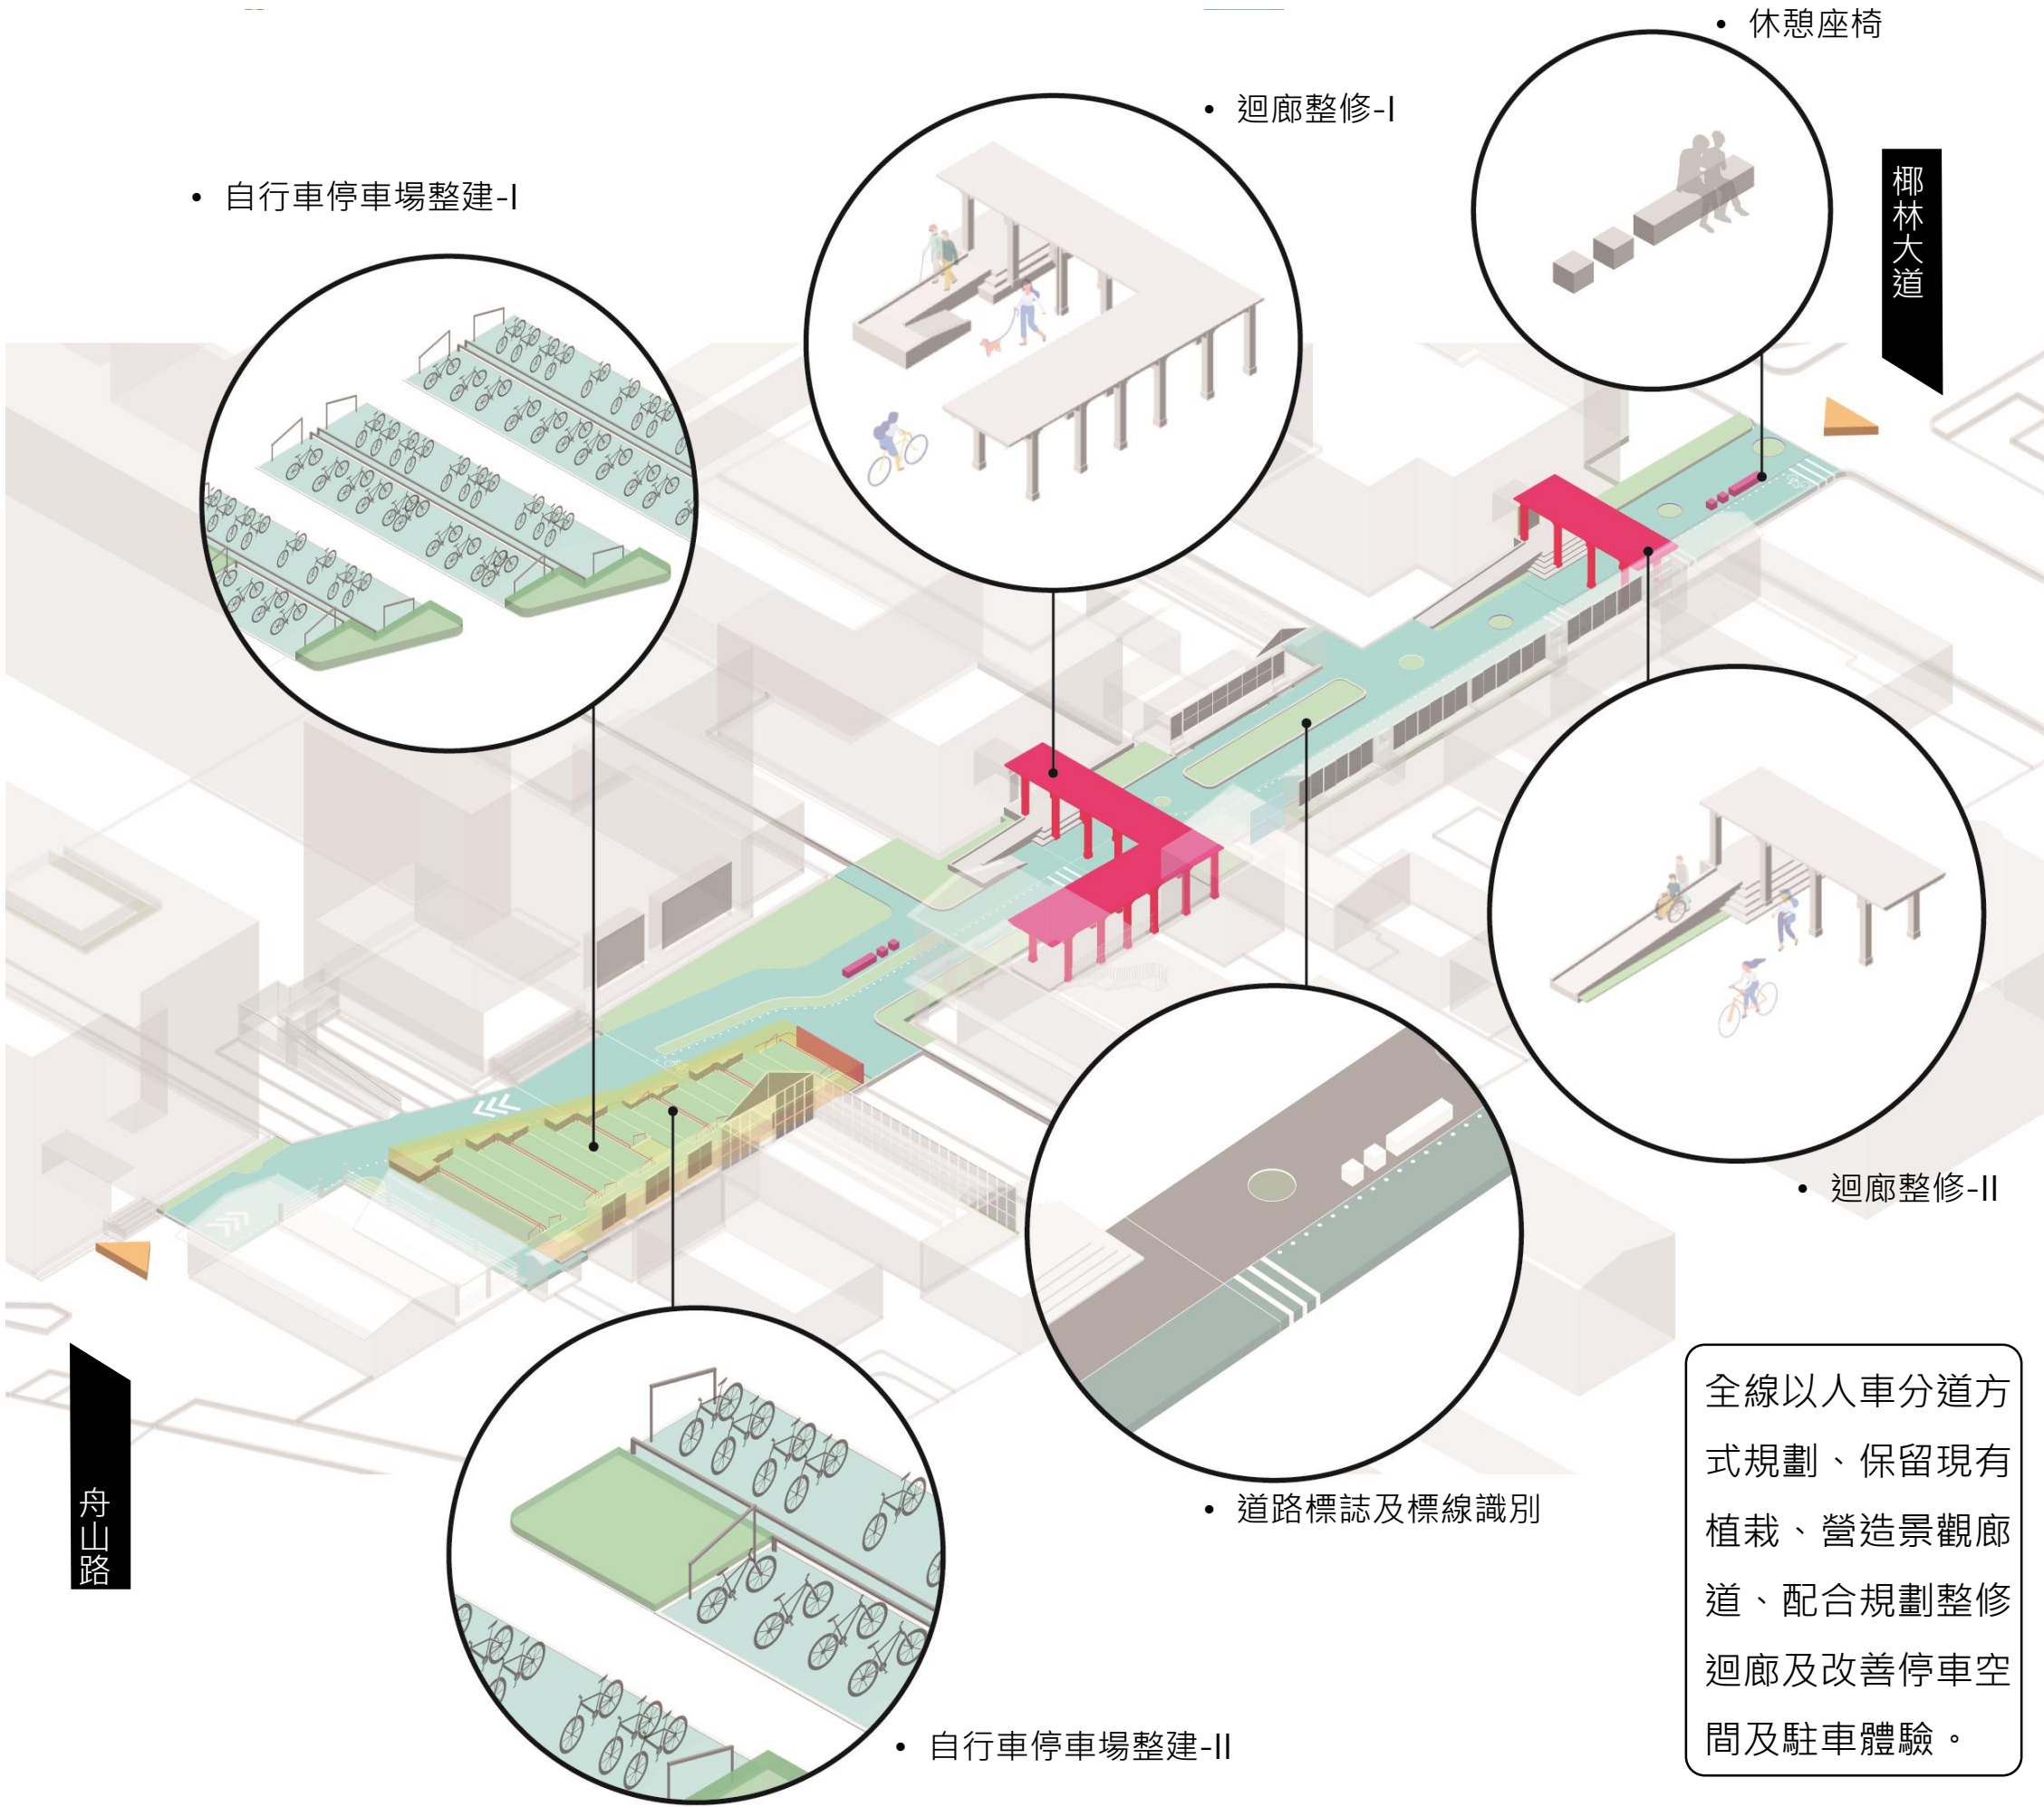 • 休憩座椅
• 迴廊整修-I
• 自行車停車場整建-I
椰林大道
• 迴廊整修-II
舟山路
• 道路標誌及標線識別
• 自行車停車場整建-II
全線以人車分道方
式規劃、保留現有
植栽、營造景觀廊
道、配合規劃整修
迴廊及改善停車空
間及駐車體驗。